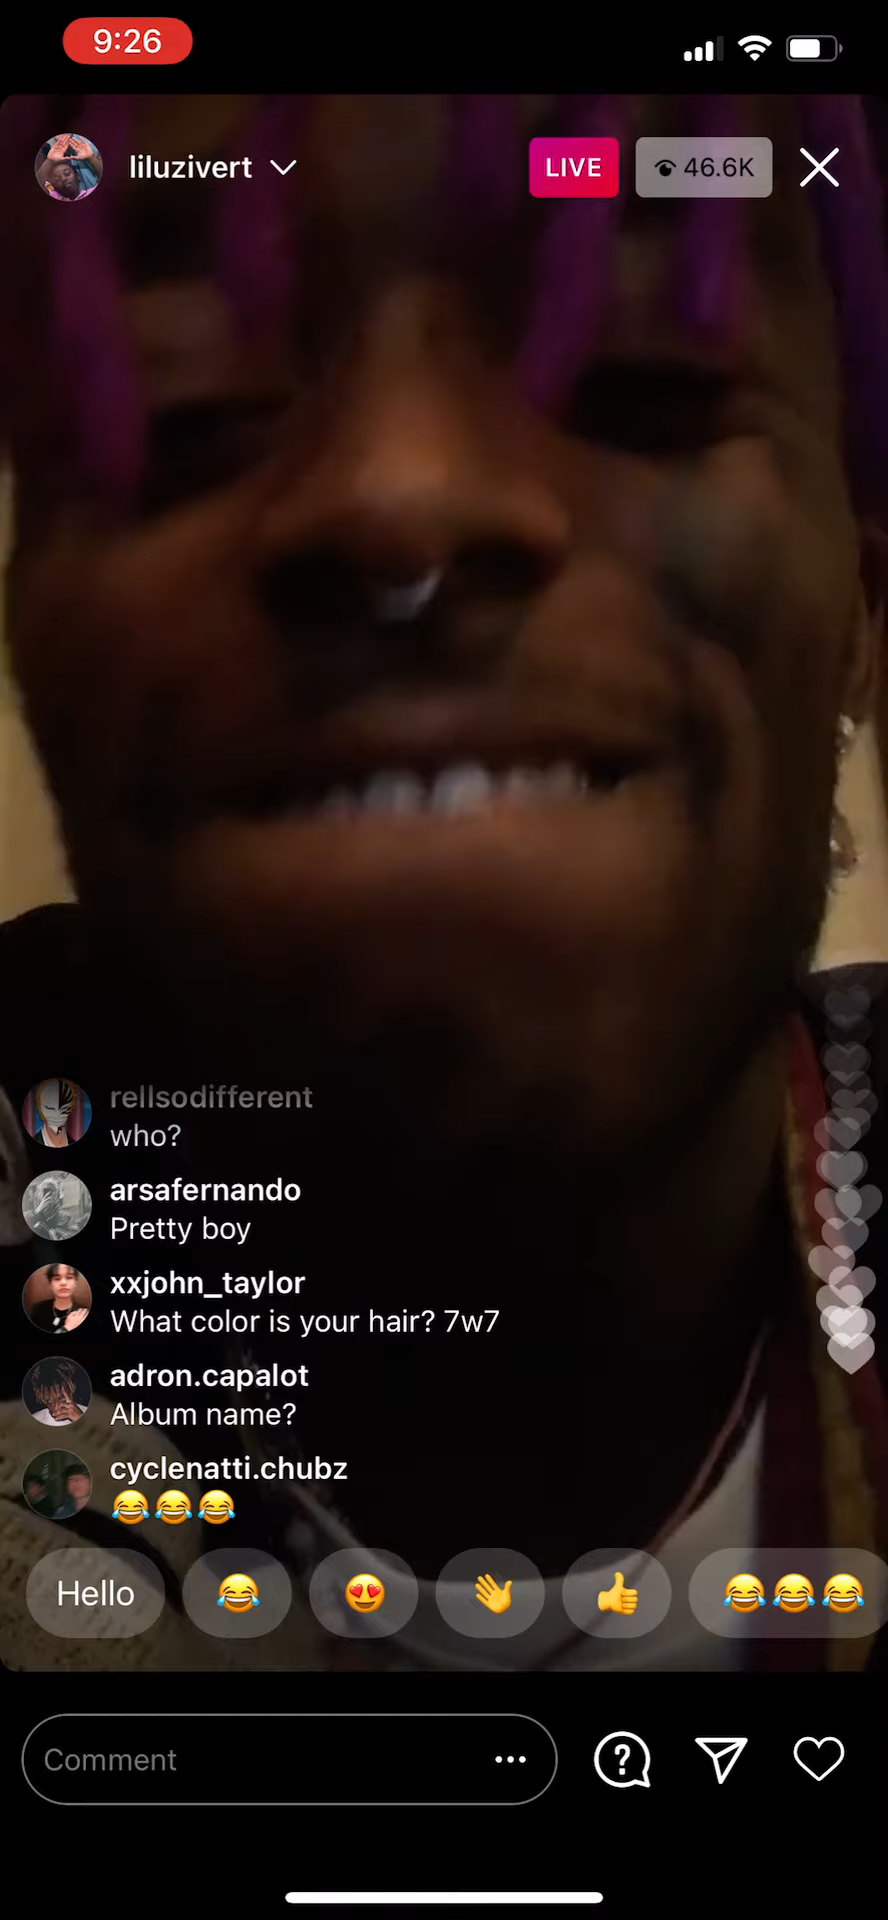 9:26
liluzivert
LIVE
46.6K
rellsodifferent
who?
arsafernando
Pretty boy
xxjohn_taylor
What color is your hair? 7w7
adron.capalot
Album name?
cyclenatti.chubz
😂😂😂
Hello 😂 😍 👋 👍 😂😂😂
Comment